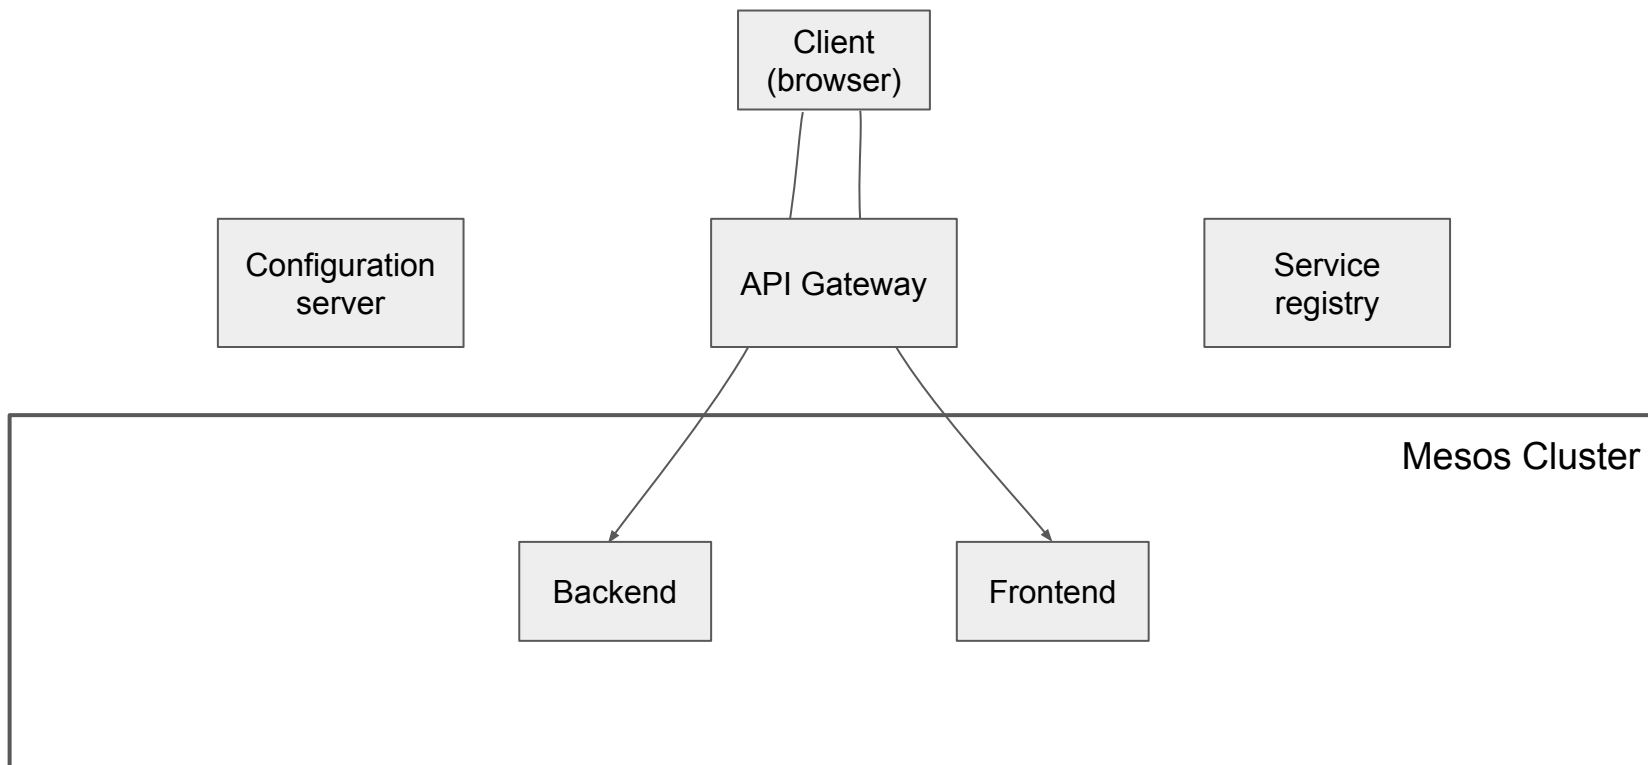 Client
(browser)
Configuration
server
API Gateway
Service
registry
Mesos Cluster
Backend
Frontend